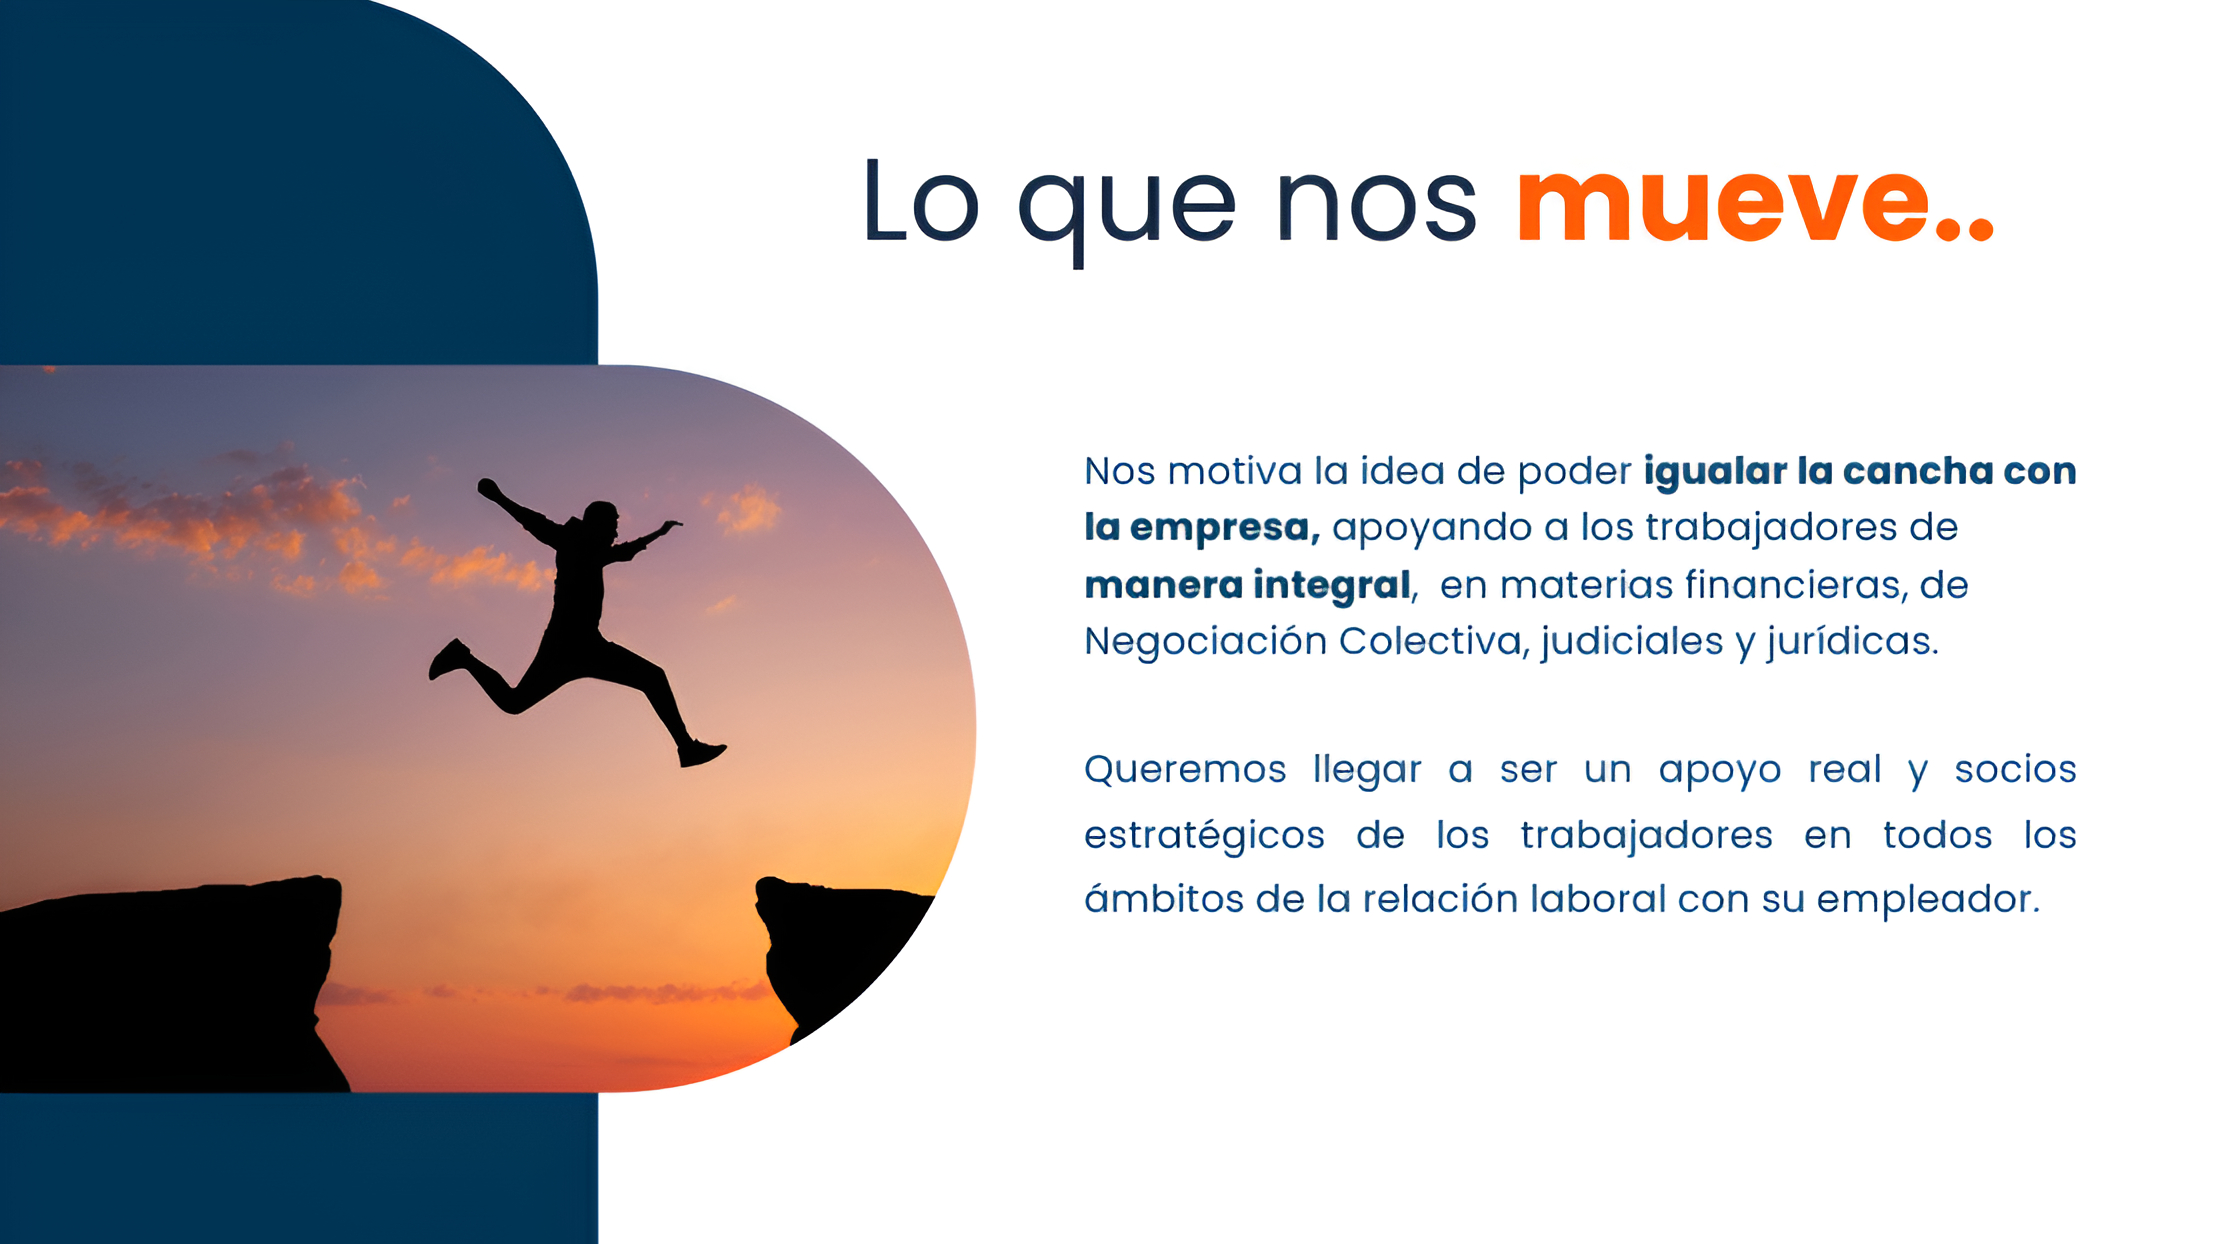 Lo que nos mueve..
Nos motiva la idea de poder igualar la cancha con
la empresa, apoyando a los trabajadores de
manera integral,  en materias financieras, de
Negociación Colectiva, judiciales y jurídicas.
Queremos llegar a ser un apoyo real y socios
estratégicos de los trabajadores en todos los
ámbitos de la relación laboral con su empleador.